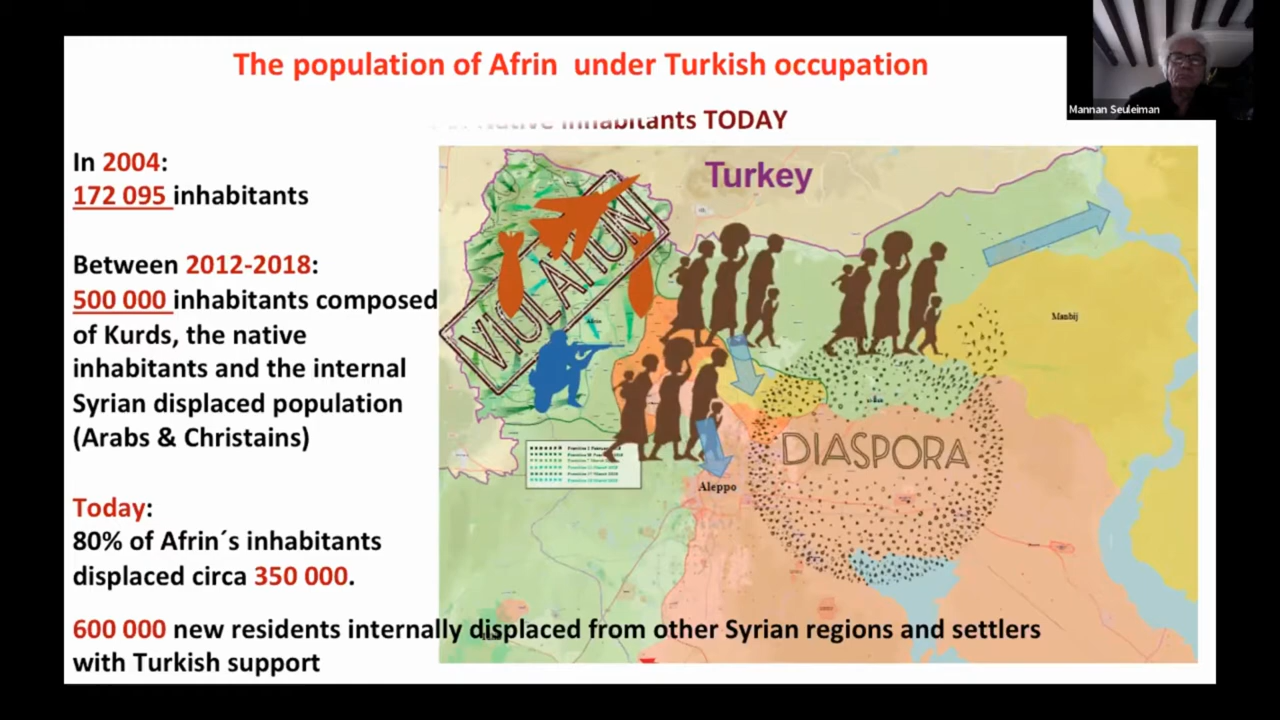 The population of Afrin under Turkish occupation
Mannan Seuleiman
inhabitants TODAY
In 2004:
172 095 inhabitants
Between 2012-2018:
500 000 inhabitants composed
of Kurds, the native
inhabitants and the internal
Syrian displaced population
(Arabs & Christains)
Today:
80% of Afrin´s inhabitants
displaced circa 350 000.
600 000 new residents internally displaced from other Syrian regions and settlers
with Turkish support
Turkey
VIOLATION!
Manbij
DIASPORA
Aleppo